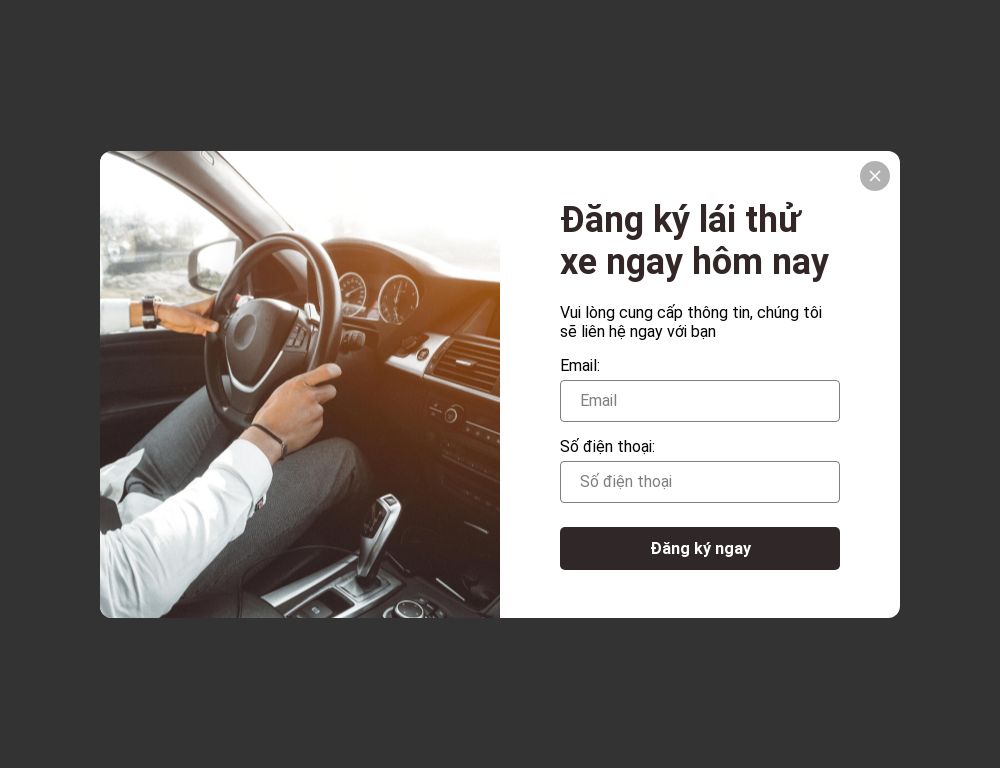 Đăng ký lái thử
xe ngay hôm nay
Vui lòng cung cấp thông tin, chúng tôi
sẽ liên hệ ngay với bạn
Email:
Email
Số điện thoại:
Số điện thoại
Đăng ký ngay